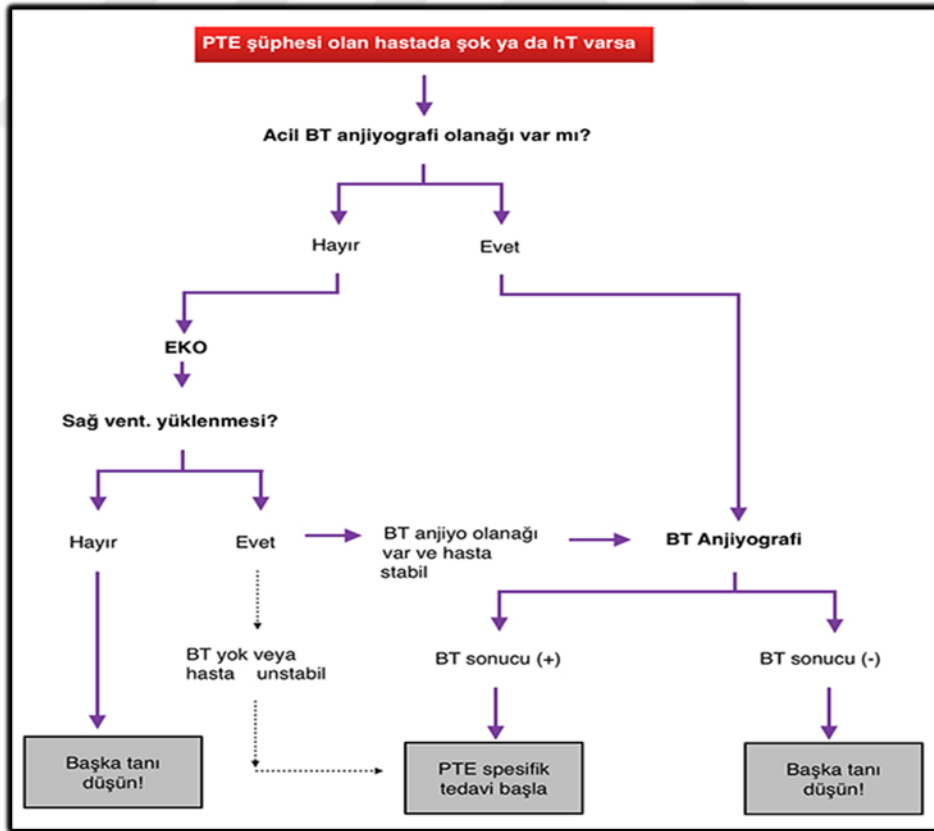 PTE şüphesi olan hastada şok ya da hT varsa
Acil BT anjiyografi olanağı var mı?
Hayır
Evet
EKO
Sağ vent. yüklenmesi?
Hayır
Evet
BT anjiyo olanağı
var ve hasta
stabil
BT Anjiyografi
BT yok veya
hasta unstabil
BT sonucu (+)
BT sonucu (-)
Başka tanı
düşün!
PTE spesifik
tedavi başla
Başka tanı
düşün!